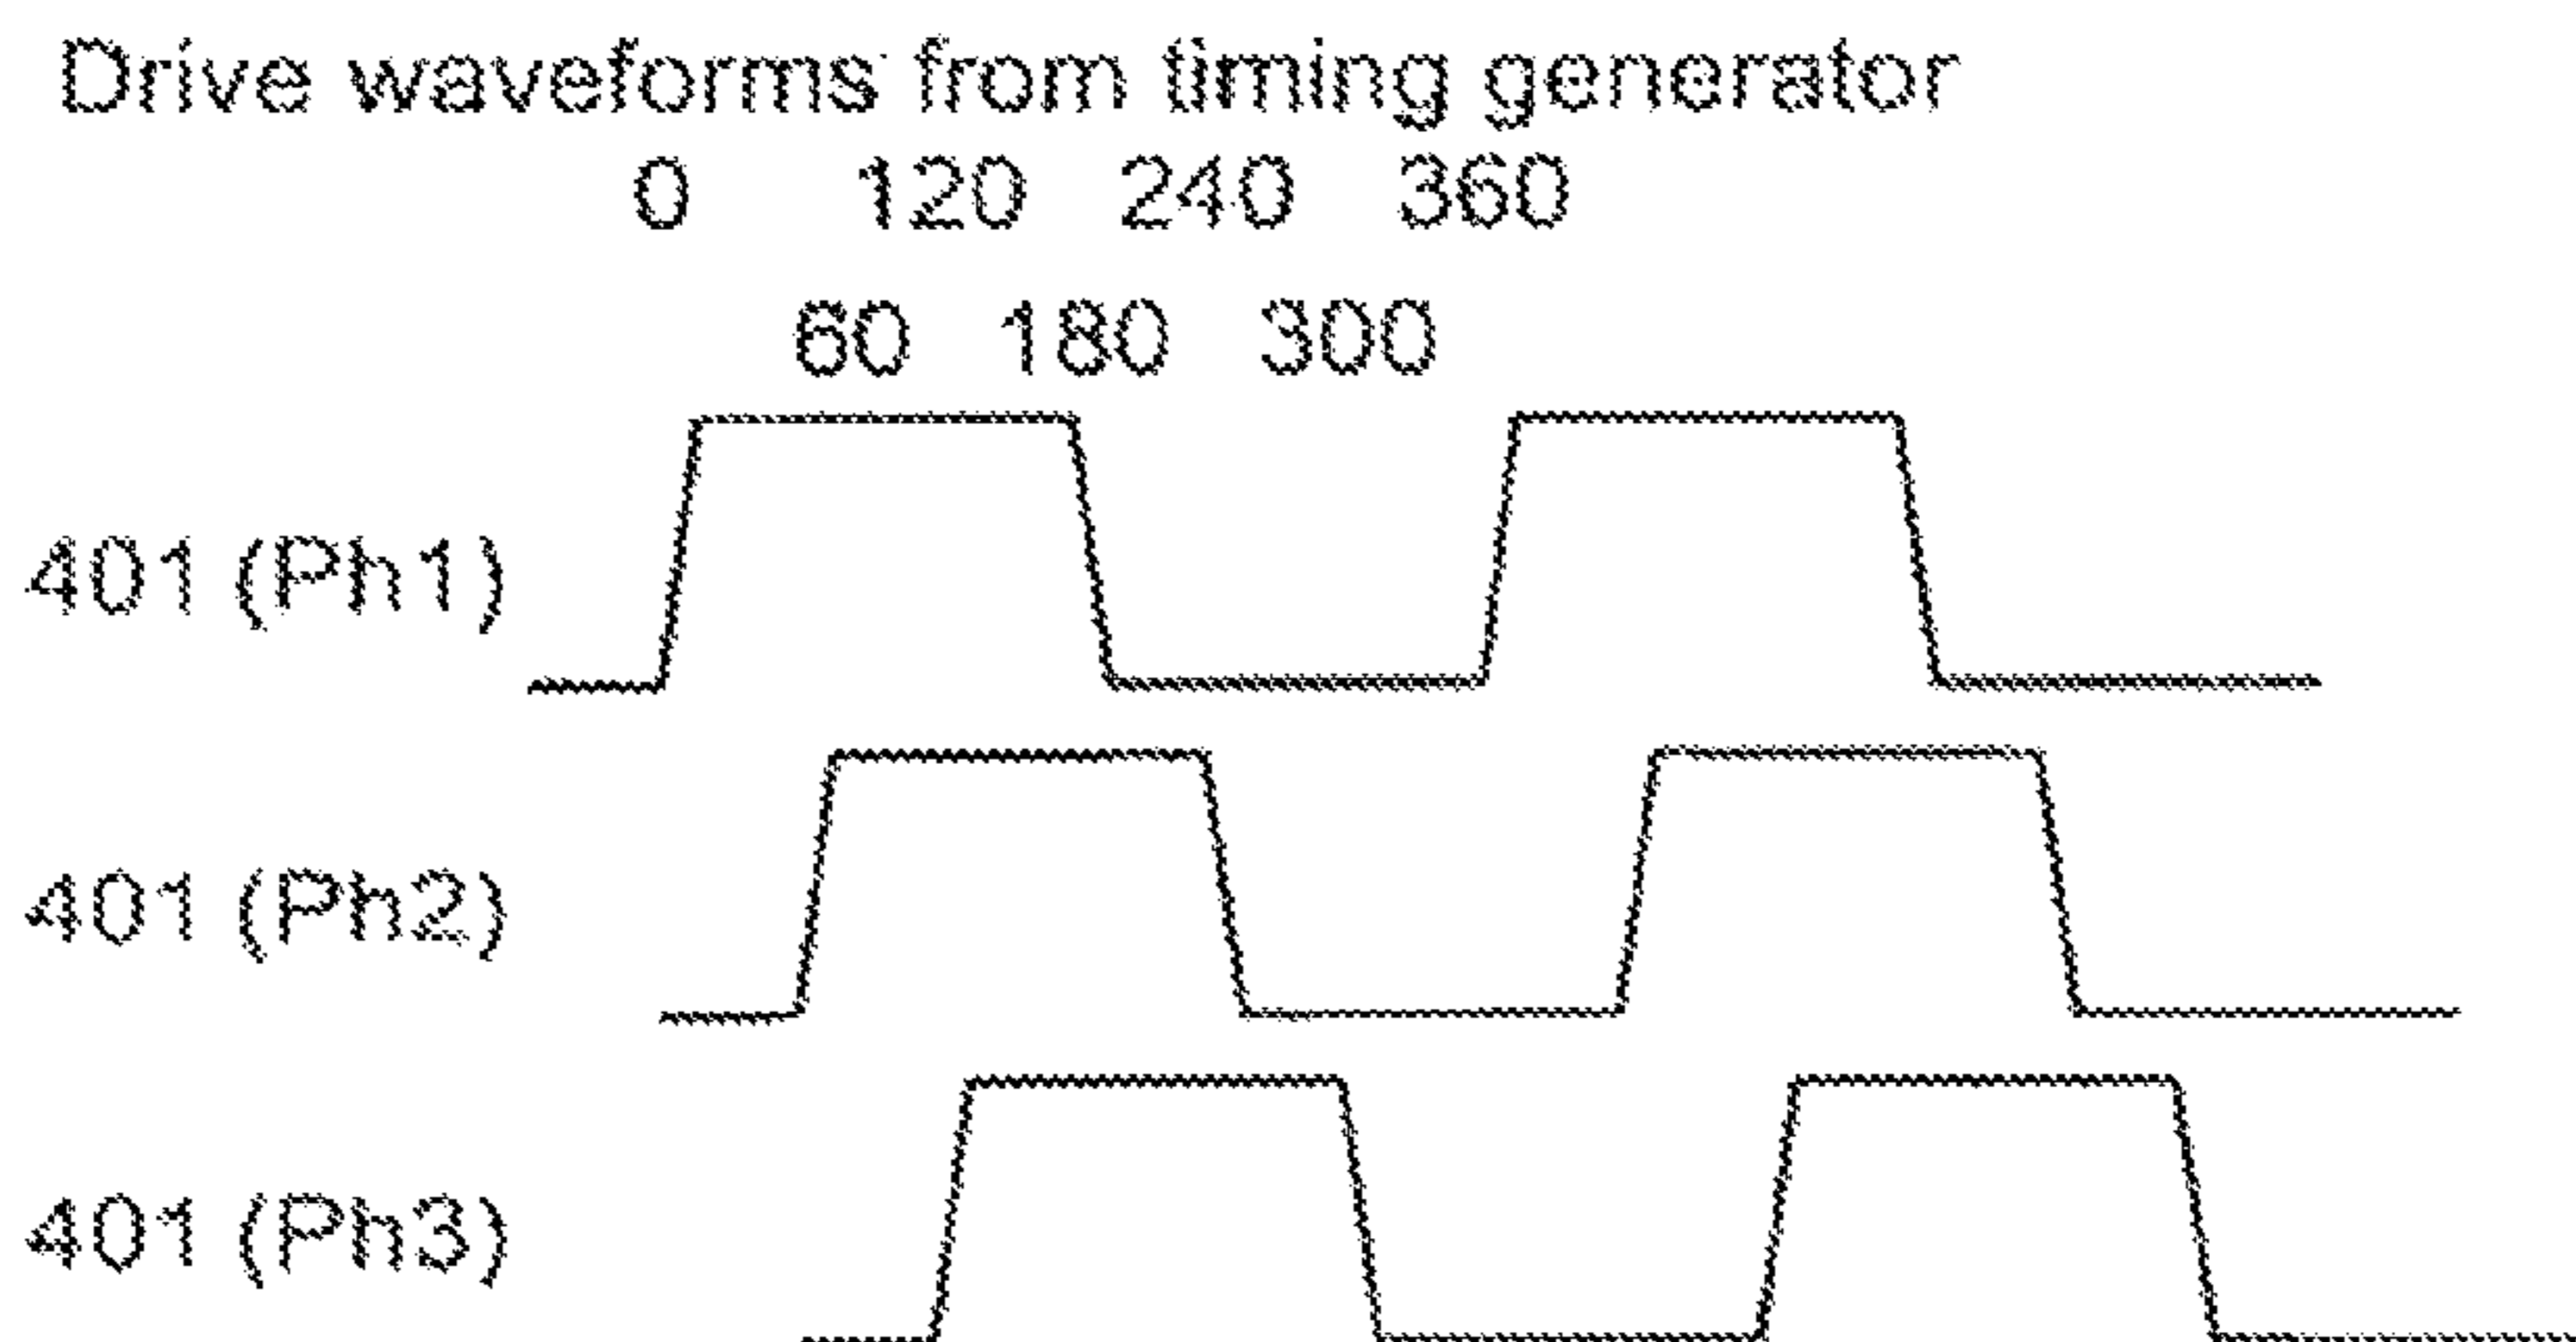 Drive waveforms from timing generator
0 120 240 360
60 180 300
401 (Ph1)
401 (Ph2)
401 (Ph3)